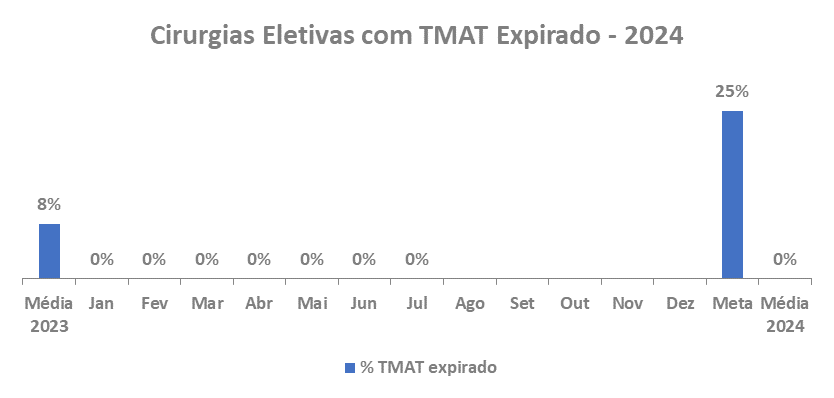 Cirurgias Eletivas com TMAT Expirado - 2024
25%
8%
0% 0% 0% 0% 0% 0% 0% 0%
Média Jan Fev Mar Abr Mai Jun Jul Ago Set Out Nov Dez Meta Média
2023 2024
% TMAT expirado